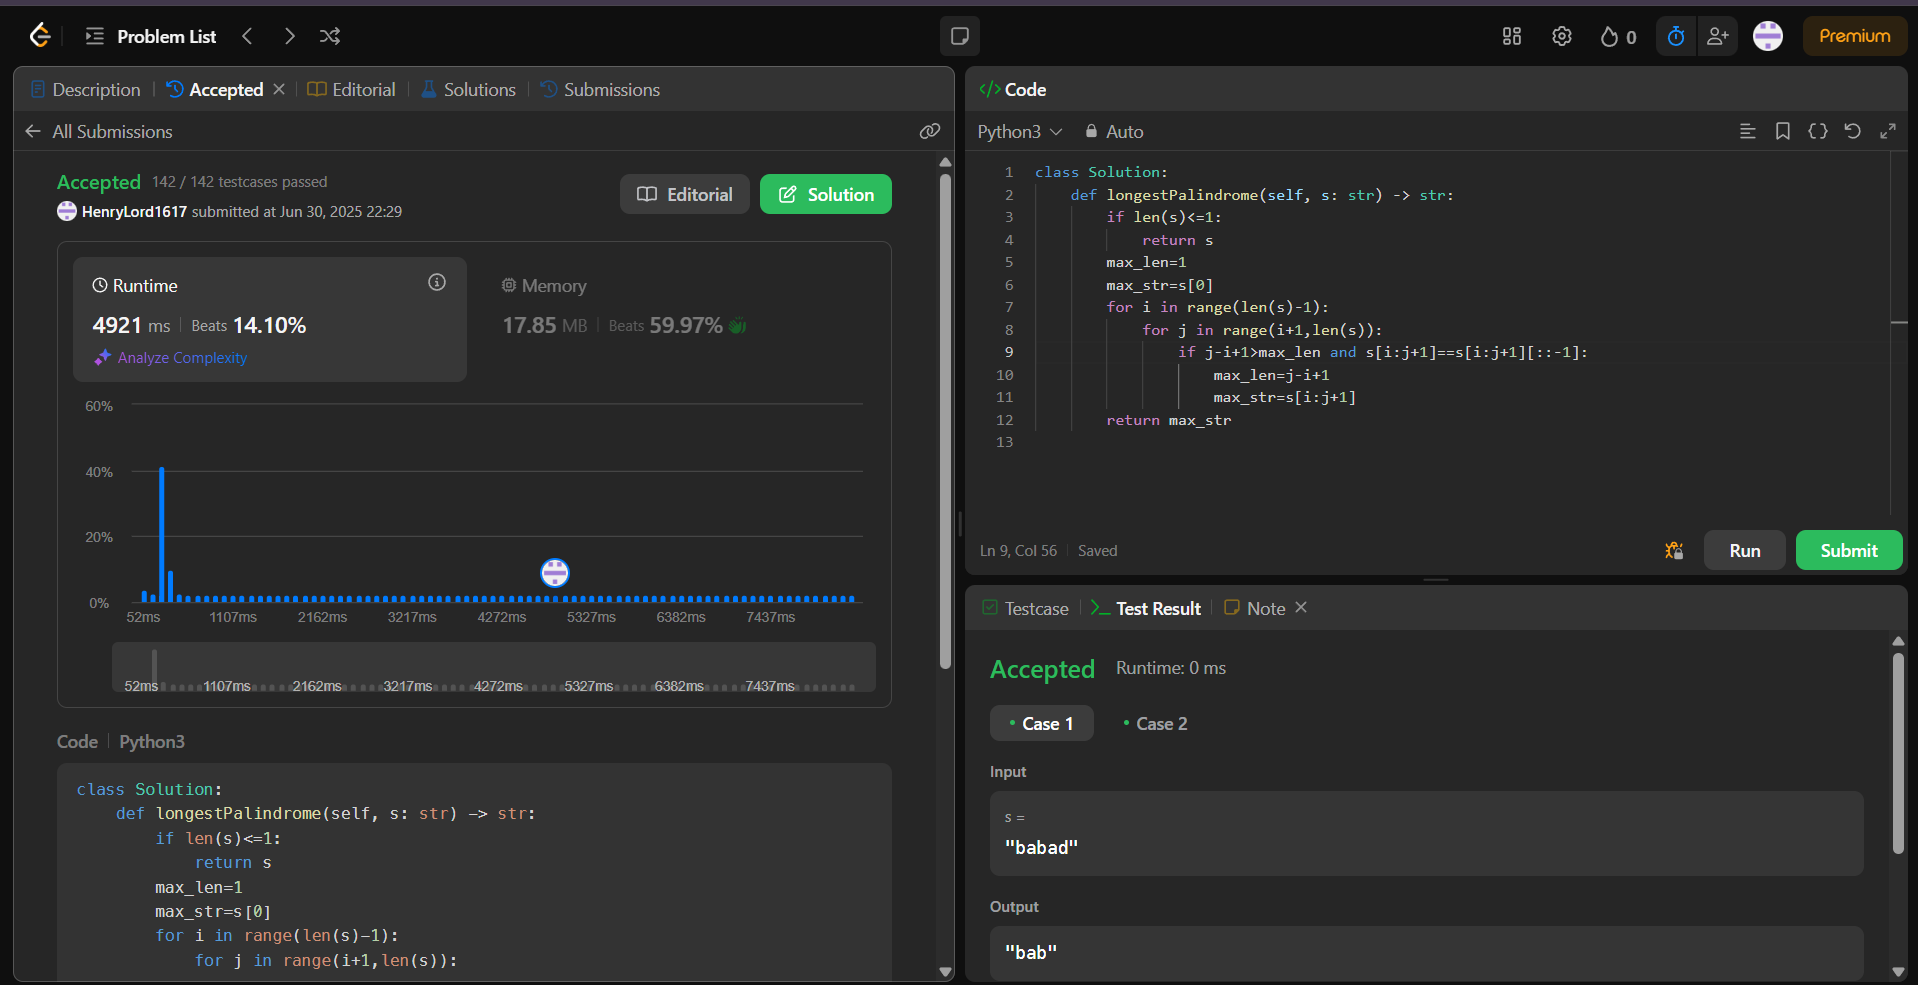 Problem List
0
Premium
Description
Accepted
Editorial
Solutions
Submissions
All Submissions
Accepted 142 / 142 testcases passed
HenryLord1617 submitted at Jun 30, 2025 22:29
Editorial
Solution
Runtime
4921 ms Beats 14.10%
Analyze Complexity
Memory
17.85 MB Beats 59.97%
60%
40%
20%
0%
52ms 1107ms 2162ms 3217ms 4272ms 5327ms 6382ms 7437ms
52ms 1107ms 2162ms 3217ms 4272ms 5327ms 6382ms 7437ms
Code Python3
class Solution:
    def longestPalindrome(self, s: str) -> str:
        if len(s)<=1:
            return s
        max_len=1
        max_str=s[0]
        for i in range(len(s)-1):
            for j in range(i+1,len(s)):
</> Code
Python3 Auto
1 class Solution:
2     def longestPalindrome(self, s: str) -> str:
3         if len(s)<=1:
4             return s
5         max_len=1
6         max_str=s[0]
7         for i in range(len(s)-1):
8             for j in range(i+1,len(s)):
9                 if j-i+1>max_len and s[i:j+1]==s[i:j+1][::-1]:
10                     max_len=j-i+1
11                     max_str=s[i:j+1]
12         return max_str
13
Ln 9, Col 56 Saved
Run
Submit
Testcase
Test Result
Note
Accepted Runtime: 0 ms
Case 1
Case 2
Input
s =
"babad"
Output
"bab"